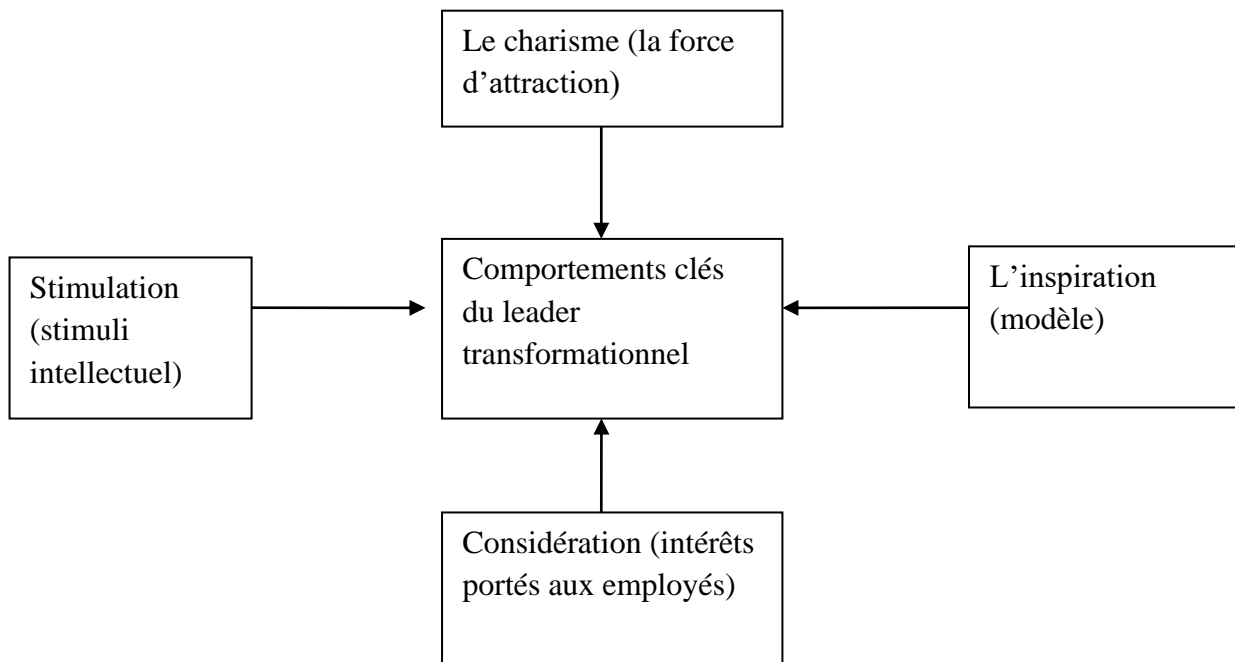 Le charisme (la force
d’attraction)
Stimulation
(stimuli
intellectuel)
Comportements clés
du leader
transformationnel
L’inspiration
(modèle)
Considération (intérêts
portés aux employés)